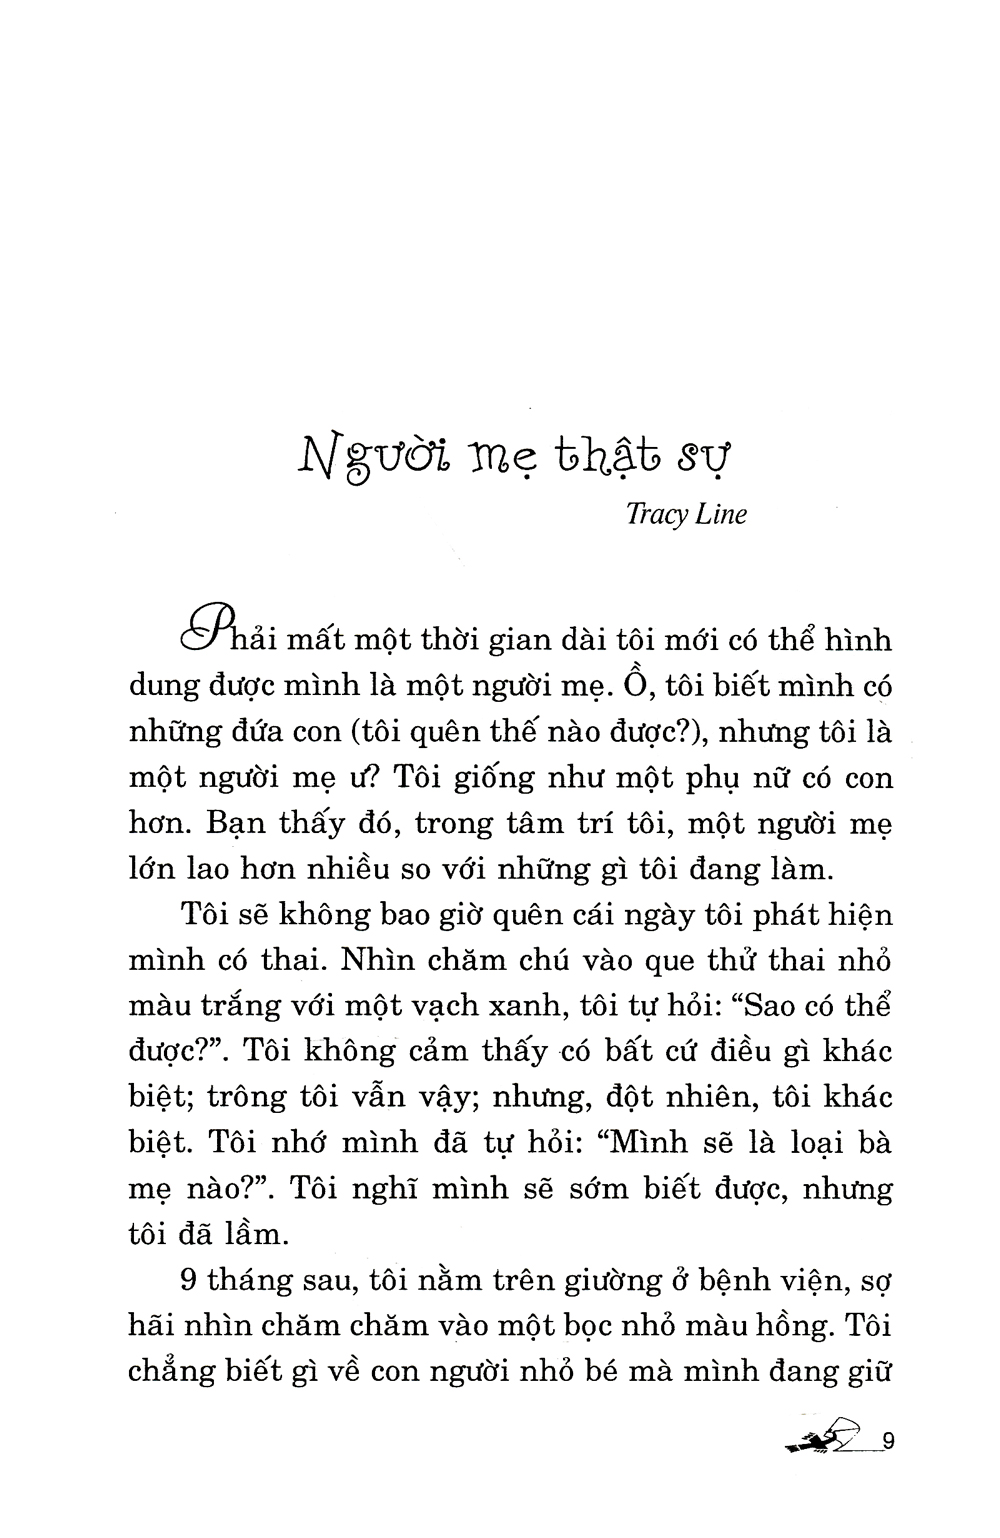 Người mẹ thật sự
Tracy Line
Phải mất một thời gian dài tôi mới có thể hình
dung được mình là một người mẹ. Ồ, tôi biết mình có
những đứa con (tôi quên thế nào được?), nhưng tôi là
một người mẹ ư? Tôi giống như một phụ nữ có con
hơn. Bạn thấy đó, trong tâm trí tôi, một người mẹ
lớn lao hơn nhiều so với những gì tôi đang làm.
Tôi sẽ không bao giờ quên cái ngày tôi phát hiện
mình có thai. Nhìn chăm chú vào que thử thai nhỏ
màu trắng với một vạch xanh, tôi tự hỏi: “Sao có thể
được?”. Tôi không cảm thấy có bất cứ điều gì khác
biệt; trông tôi vẫn vậy; nhưng, đột nhiên, tôi khác
biệt. Tôi nhớ mình đã tự hỏi: “Mình sẽ là loại bà
mẹ nào?”. Tôi nghĩ mình sẽ sớm biết được, nhưng
tôi đã lầm.
9 tháng sau, tôi nằm trên giường ở bệnh viện, sợ
hãi nhìn chăm chăm vào một bọc nhỏ màu hồng. Tôi
chẳng biết gì về con người nhỏ bé mà mình đang giữ
9